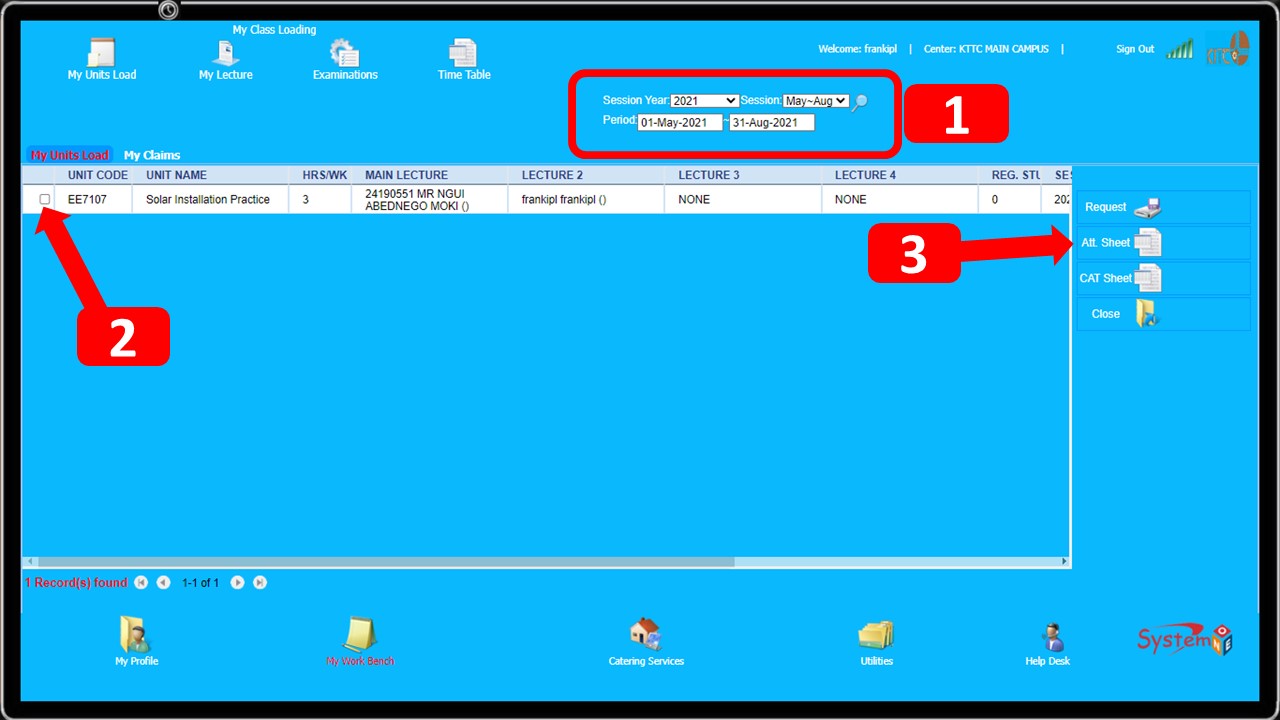 My Class Loading
My Units Load
My Lecture
Examinations
Time Table
Welcome: frankipl | Center: KTTC MAIN CAMPUS |
Sign Out
KTTC
Session Year: 2021 Session: May~Aug
Period: 01-May-2021 ~ 31-Aug-2021
1
My Units Load My Claims
UNIT CODE UNIT NAME HRS/WK MAIN LECTURE LECTURE 2 LECTURE 3 LECTURE 4 REG. STU SES
EE7107 Solar Installation Practice 3 24190551 MR NGUI
ABEDNEGO MOKI () frankipl frankipl () NONE NONE 0 202
Request
Att. Sheet
CAT Sheet
Close
3
2
1 Record(s) found 1-1 of 1
My Profile
My Work Bench
Catering Services
Utilities
Help Desk
System
NE